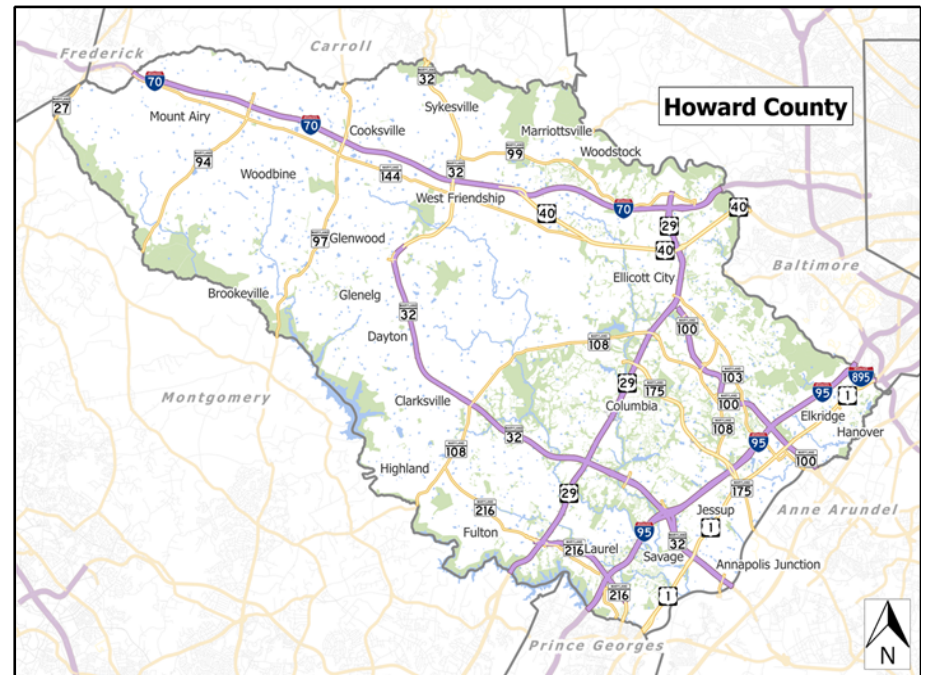 Howard County
Frederick
Carroll
Baltimore
Montgomery
Anne Arundel
Prince Georges
70
27
32
Sykesville
Mount Airy
70
Cooksville
Marriottsville
99
Woodstock
94
Woodbine
144
32
West Friendship
40
70
29
40
97
Glenwood
40
Ellicott City
Brookeville
Glenelg
32
Dayton
100
108
29
175
103
Columbia
100
95
895
1
Elkridge
Hanover
Clarksville
32
108
108
95
100
Highland
29
175
216
Fulton
Jessup
1
95
216
Laurel
32
Savage
Annapolis Junction
216
1
N